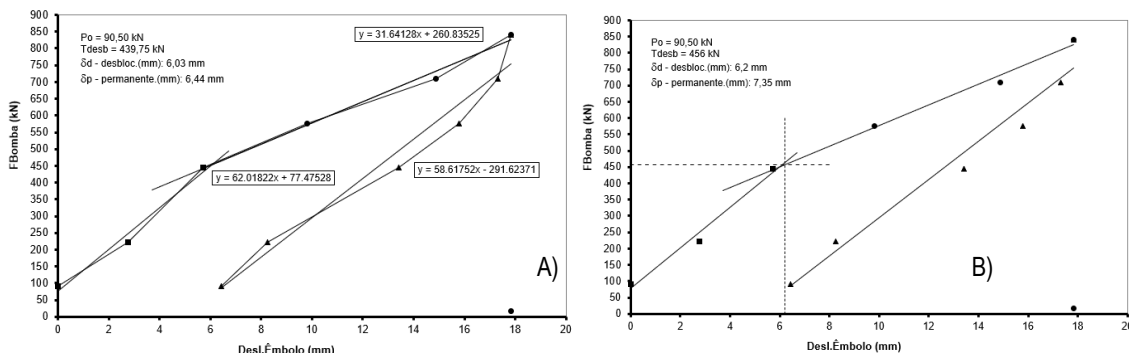 Po = 90,50 kN
Tdesb = 439,75 kN
δd - desbloc.(mm): 6,03 mm
δp - permanente.(mm): 6,44 mm
y = 31.64128x + 260.83525
y = 62.01822x + 77.47528
y = 58.61752x - 291.62371
A)
FBomba (kN)
900
850
800
750
700
650
600
550
500
450
400
350
300
250
200
150
100
50
0
0 2 4 6 8 10 12 14 16 18 20
Desl.Êmbolo (mm)
Po = 90,50 kN
Tdesb = 456 kN
δd - desbloc.(mm): 6,2 mm
δp - permanente.(mm): 7,35 mm
B)
FBomba (kN)
900
850
800
750
700
650
600
550
500
450
400
350
300
250
200
150
100
50
0
0 2 4 6 8 10 12 14 16 18 20
Desl.Êmbolo (mm)